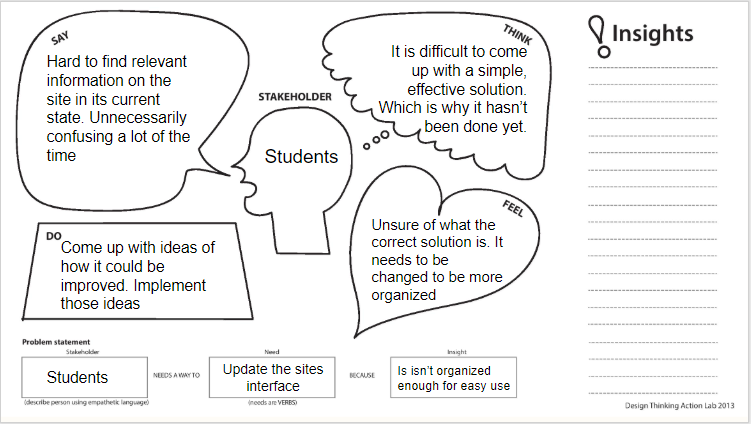 SAY
Hard to find relevant
information on the
site in its current
state. Unnecessarily
confusing a lot of the
time
STAKEHOLDER
Students
THINK
It is difficult to come
up with a simple,
effective solution.
Which is why it hasn't
been done yet.
Insights
DO
Come up with ideas of
how it could be
improved. Implement
those ideas
FEEL
Unsure of what the
correct solution is. It
needs to be
changed to be more
organized
Problem statement
Stakeholder
Students
(describe person using empathetic language)
NEEDS A WAY TO
Need
Update the sites
interface
(needs are VERBS)
BECAUSE
Insight
Is isn't organized
enough for easy use
Design Thinking Action Lab 2013